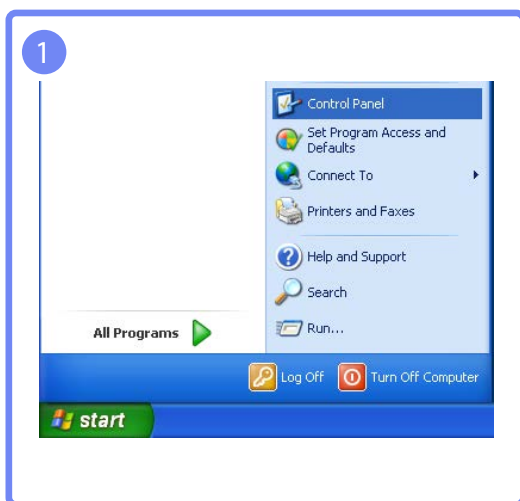 1
Control Panel
Set Program Access and
Defaults
Connect To
Printers and Faxes
Help and Support
Search
Run...
All Programs
Log Off
Turn Off Computer
start